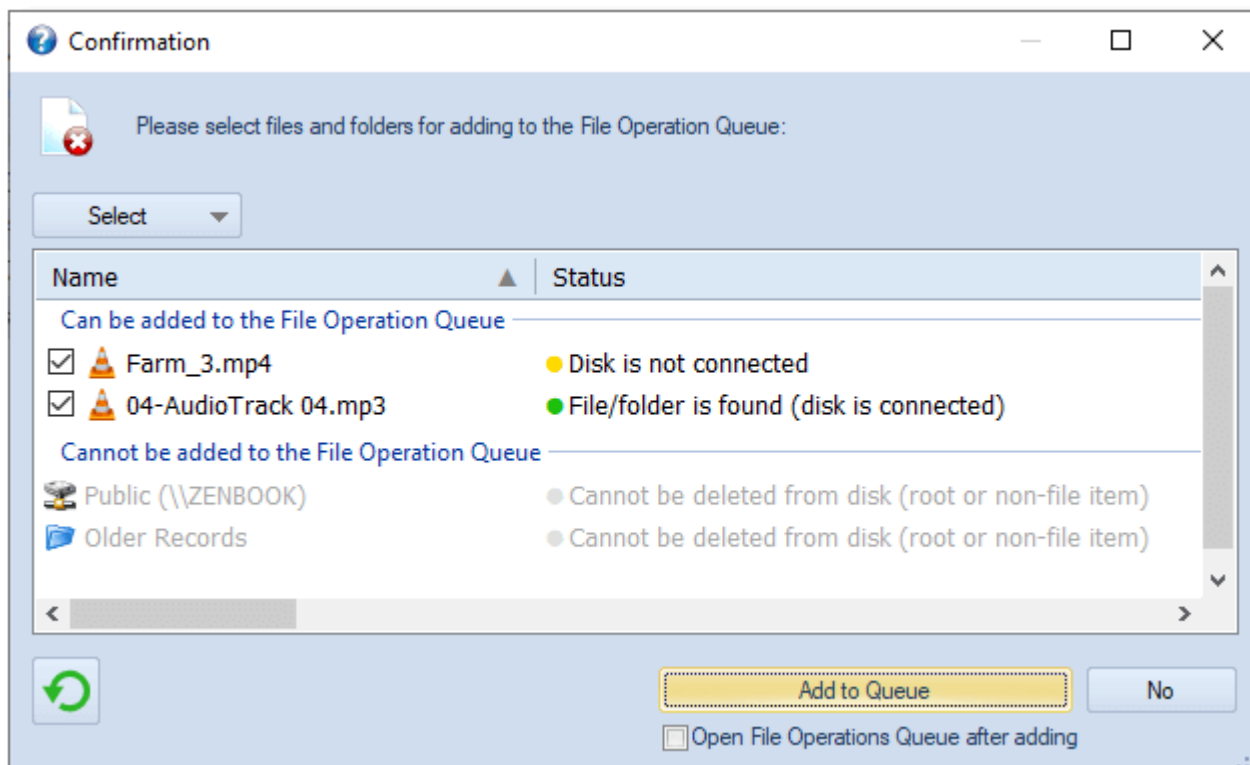 Confirmation
Please select files and folders for adding to the File Operation Queue:
Select
Name Status
Can be added to the File Operation Queue
Farm_3.mp4 Disk is not connected
04-AudioTrack 04.mp3 File/folder is found (disk is connected)
Cannot be added to the File Operation Queue
Public (\\ZENBOOK) Cannot be deleted from disk (root or non-file item)
Older Records Cannot be deleted from disk (root or non-file item)
Add to Queue No
Open File Operations Queue after adding